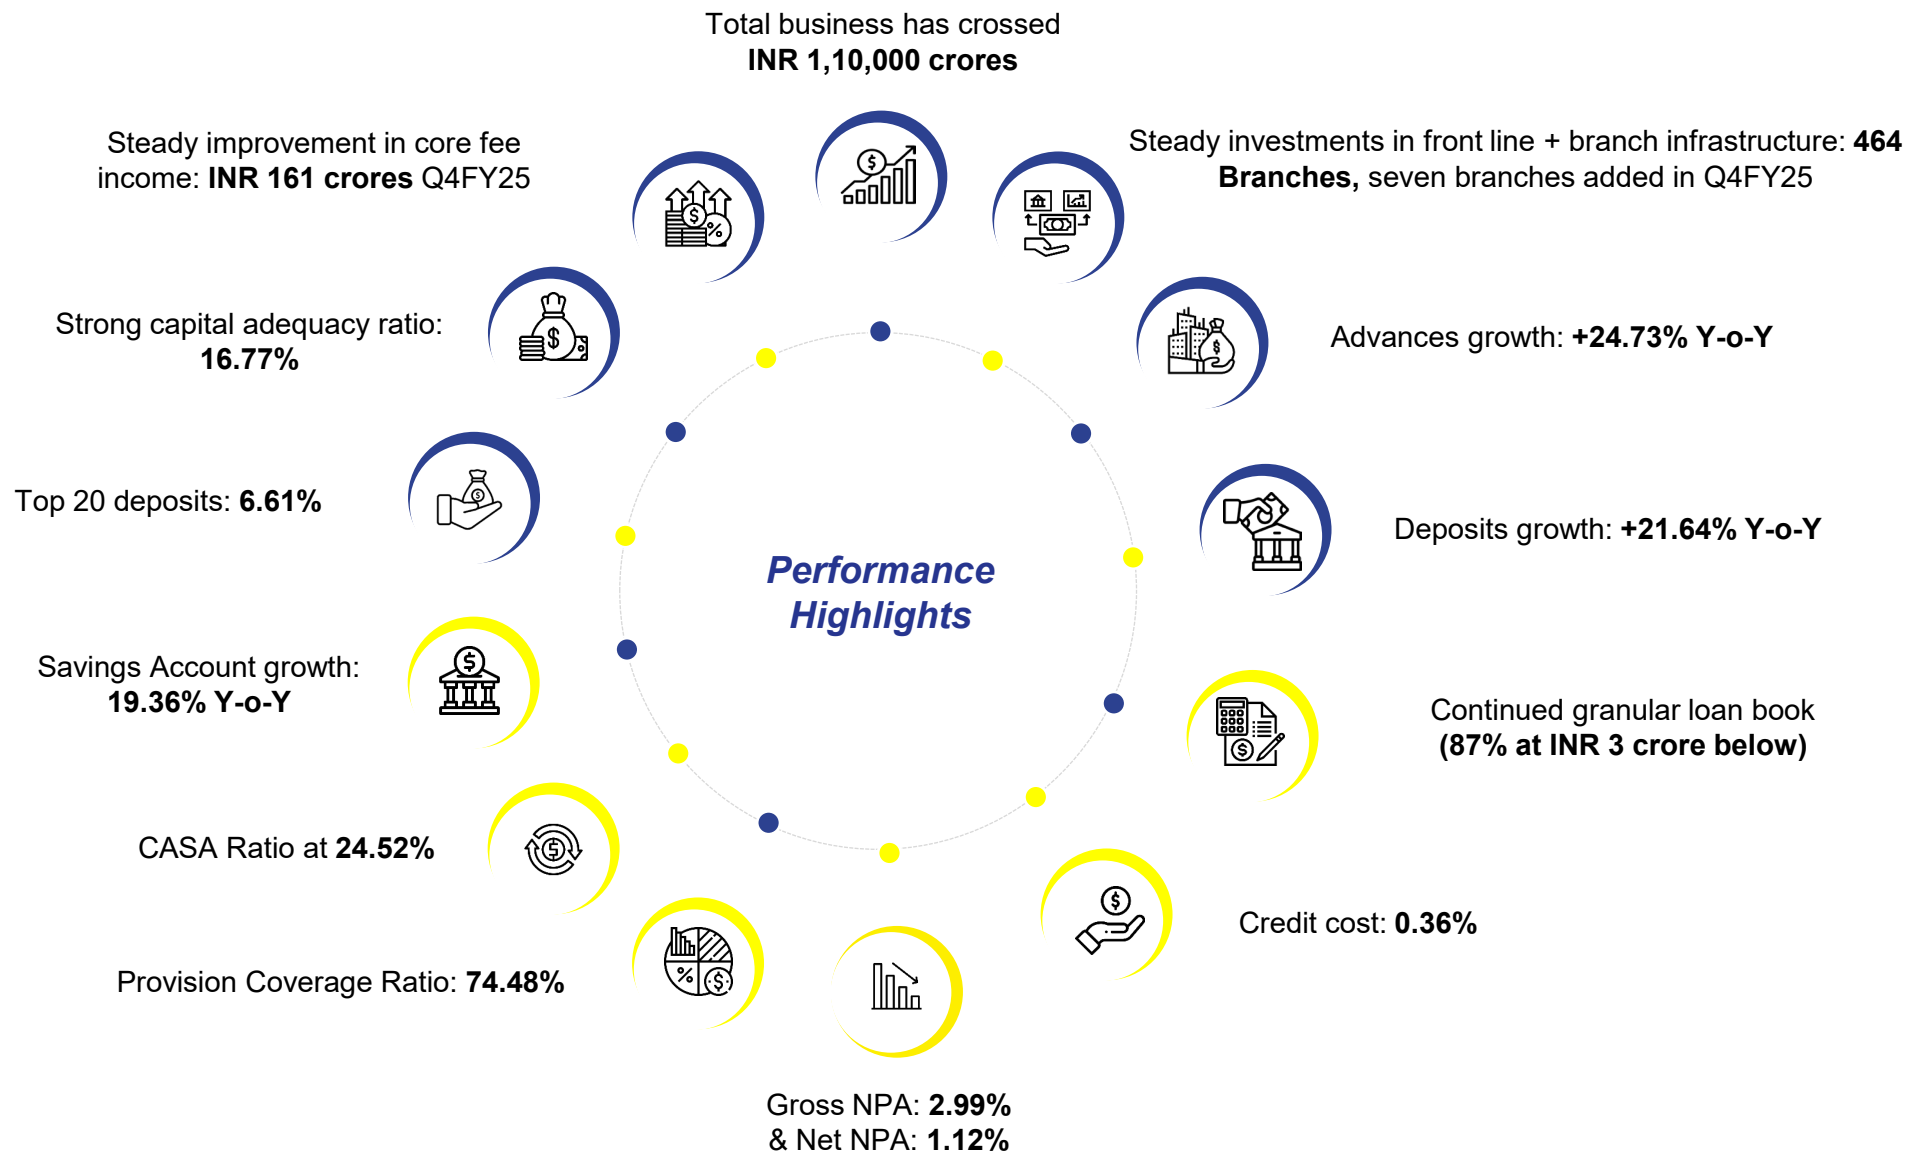 Total business has crossed
INR 1,10,000 crores
Steady improvement in core fee
income: INR 161 crores Q4FY25
Steady investments in front line + branch infrastructure: 464
Branches, seven branches added in Q4FY25
Strong capital adequacy ratio:
16.77%
Advances growth: +24.73% Y-o-Y
Top 20 deposits: 6.61%
Deposits growth: +21.64% Y-o-Y
Performance
Highlights
Savings Account growth:
19.36% Y-o-Y
Continued granular loan book
(87% at INR 3 crore below)
CASA Ratio at 24.52%
Credit cost: 0.36%
Provision Coverage Ratio: 74.48%
Gross NPA: 2.99%
& Net NPA: 1.12%